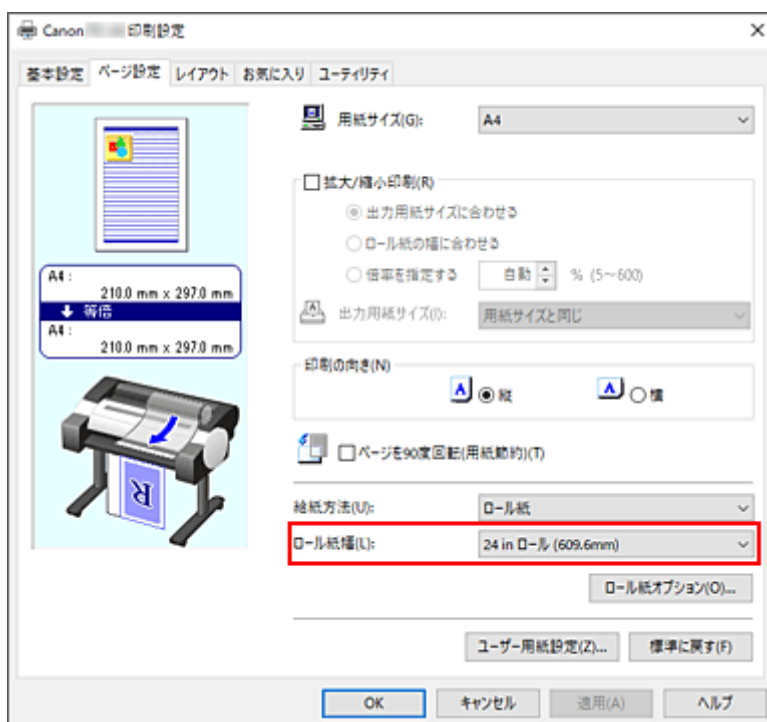 Canon 印刷設定
基本設定 ページ設定 レイアウト お気に入り ユーティリティ
用紙サイズ(G): A4
拡大/縮小印刷(R)
出力用紙サイズに合わせる
ロール紙の幅に合わせる
倍率を指定する 自動 % (5～600)
出力用紙サイズ(I): 用紙サイズと同じ
A4 :
210.0 mm x 297.0 mm
等倍
A4 :
210.0 mm x 297.0 mm
印刷の向き(N)
A 縦 A 横
ページを90度回転(用紙節約)(T)
R
給紙方法(U): ロール紙
ロール紙幅(L): 24 in ロール (609.6mm)
ロール紙オプション(O)...
ユーザー用紙設定(Z)... 標準に戻す(F)
OK キャンセル 適用(A) ヘルプ